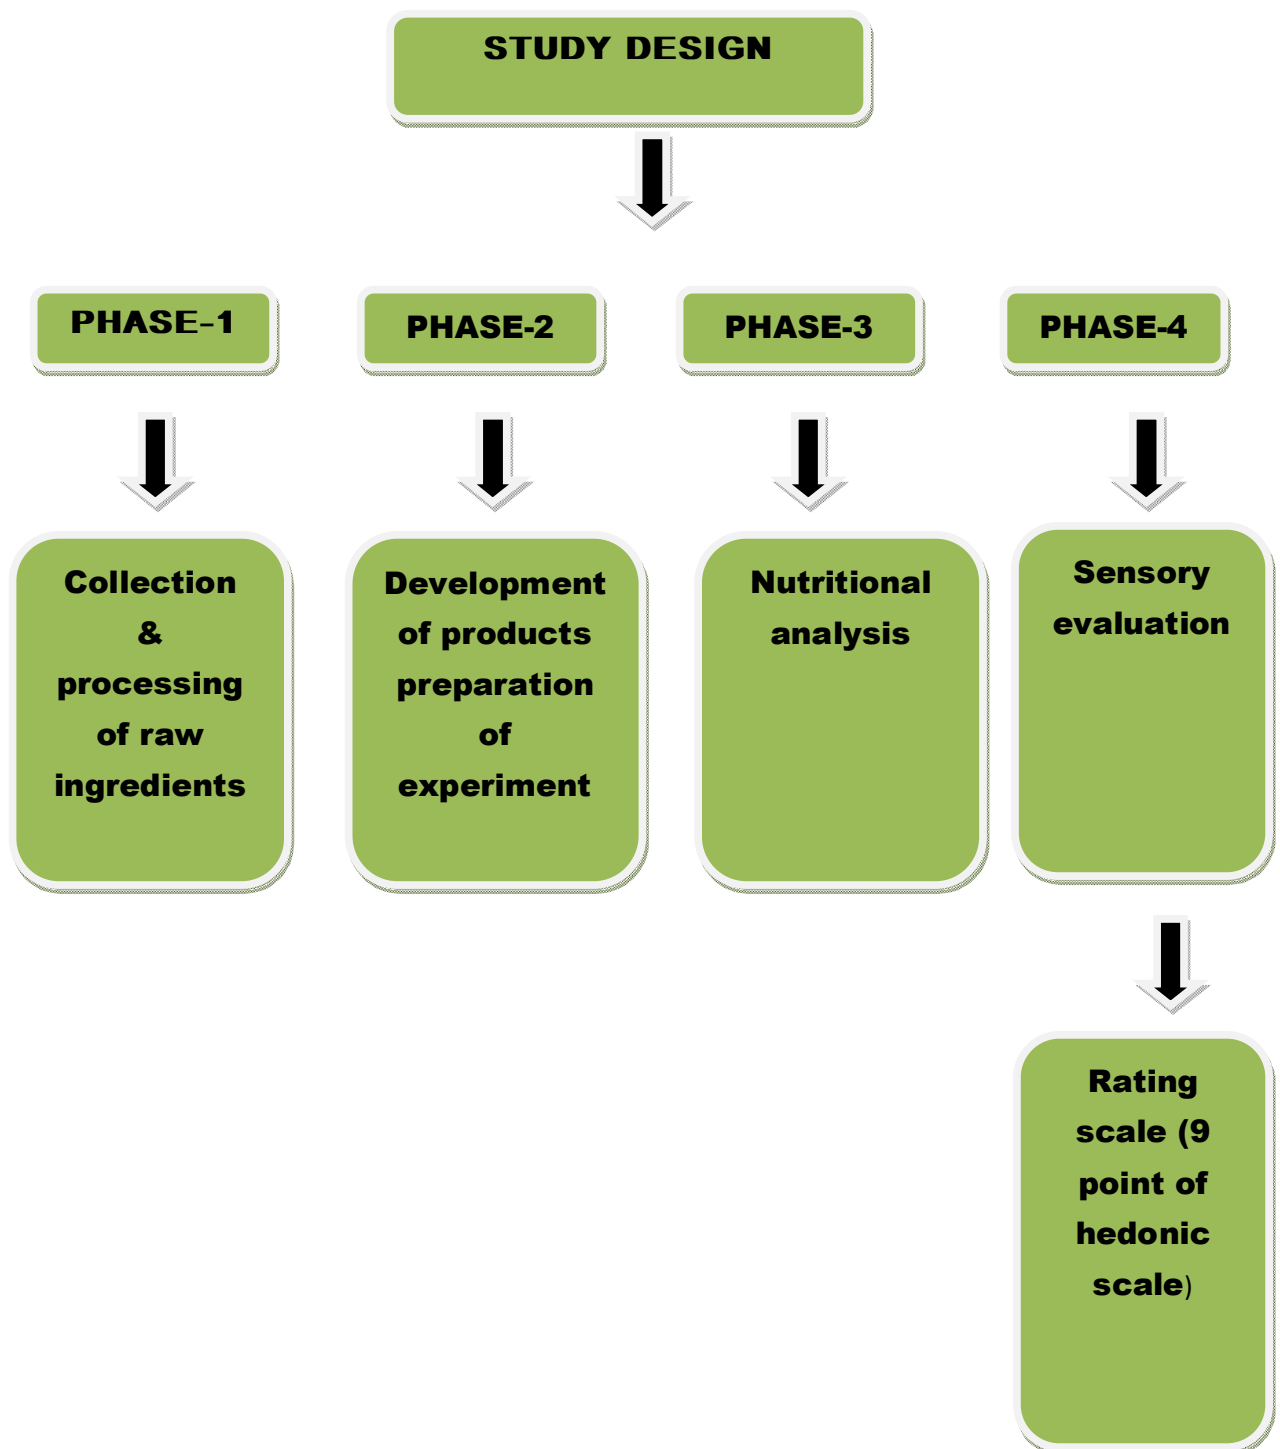 STUDY DESIGN
PHASE-1
PHASE-2
PHASE-3
PHASE-4
Collection
&
processing
of raw
ingredients
Development
of products
preparation
of
experiment
Nutritional
analysis
Sensory
evaluation
Rating
scale (9
point of
hedonic
scale)